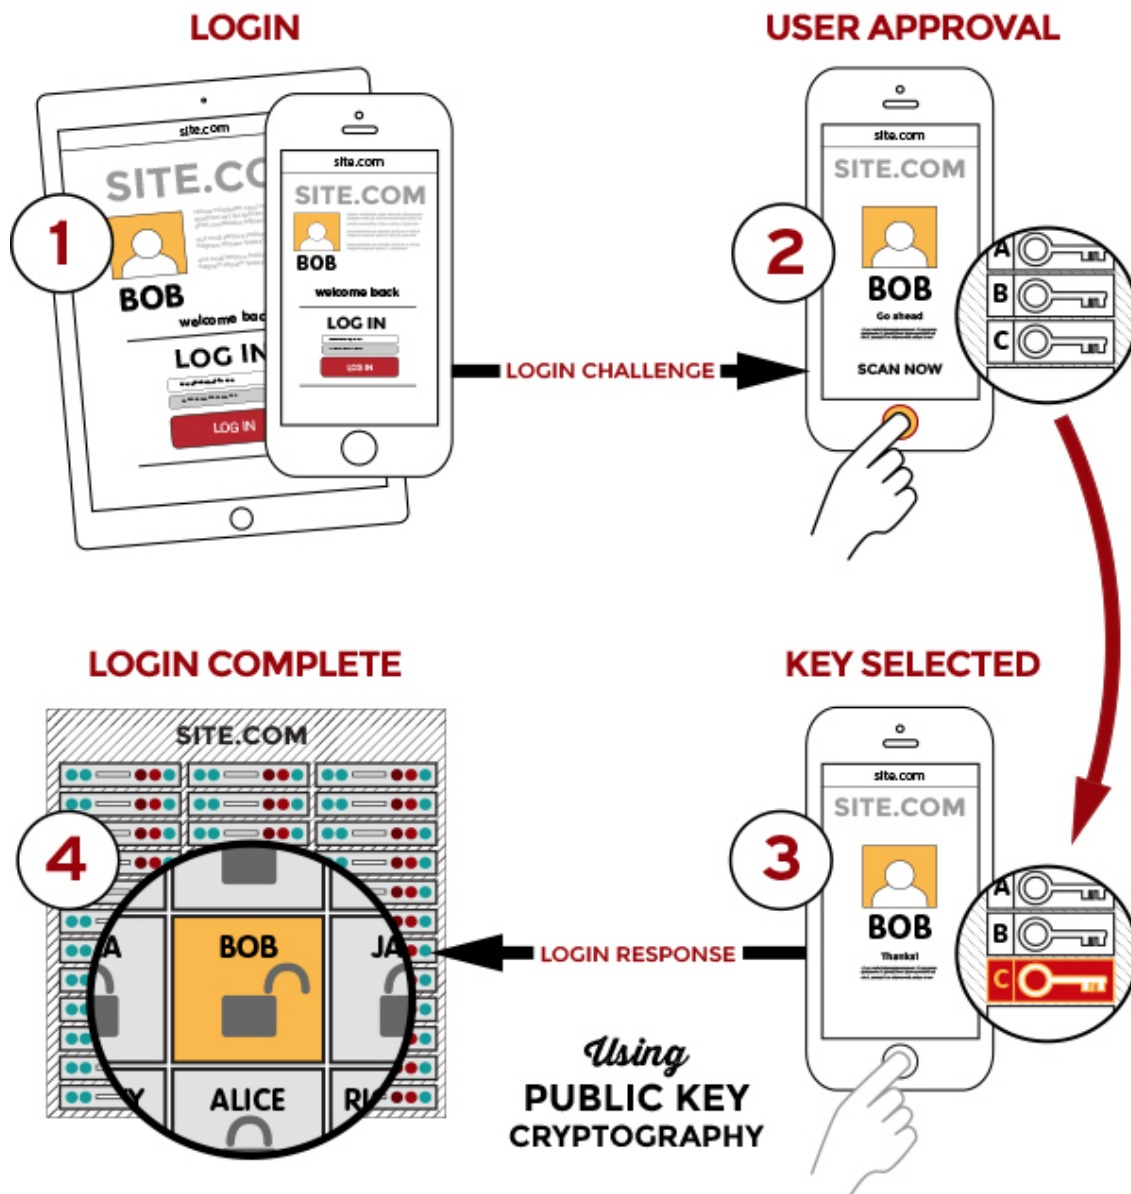 LOGIN
site.com
SITE.CO
1
BOB
welcome bac
LOG IN
LOG IN
site.com
SITE.COM
BOB
welcome back
LOG IN
LOG IN
LOGIN CHALLENGE
USER APPROVAL
site.com
SITE.COM
2
BOB
Go ahead
SCAN NOW
A
B
C
KEY SELECTED
site.com
SITE.COM
3
BOB
Thanks!
A
B
C
LOGIN RESPONSE
LOGIN COMPLETE
SITE.COM
4
A
BOB
JA
Y
ALICE
RI
Using
PUBLIC KEY
CRYPTOGRAPHY